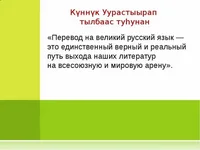 Күннүк Уурастыырап
тылбаас туһунан
«Перевод на великий русский язык —
это единственный верный и реальный
путь выхода наших литератур
на всесоюзную и мировую арену».